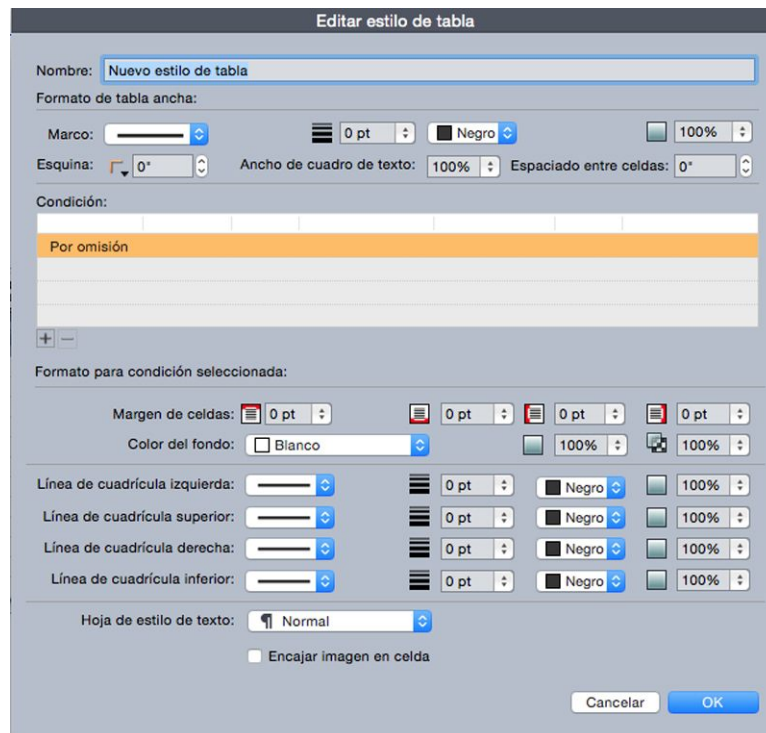 Editar estilo de tabla
Nombre: Nuevo estilo de tabla
Formato de tabla ancha:
Marco: 0 pt Negro 100%
Esquina: 0" Ancho de cuadro de texto: 100% Espaciado entre celdas: 0"
Condición:
Por omisión
+ −
Formato para condición seleccionada:
Margen de celdas: 0 pt 0 pt 0 pt 0 pt
Color del fondo: Blanco 100% 100%
Línea de cuadrícula izquierda: 0 pt Negro 100%
Línea de cuadrícula superior: 0 pt Negro 100%
Línea de cuadrícula derecha: 0 pt Negro 100%
Línea de cuadrícula inferior: 0 pt Negro 100%
Hoja de estilo de texto: ¶ Normal
Encajar imagen en celda
Cancelar OK